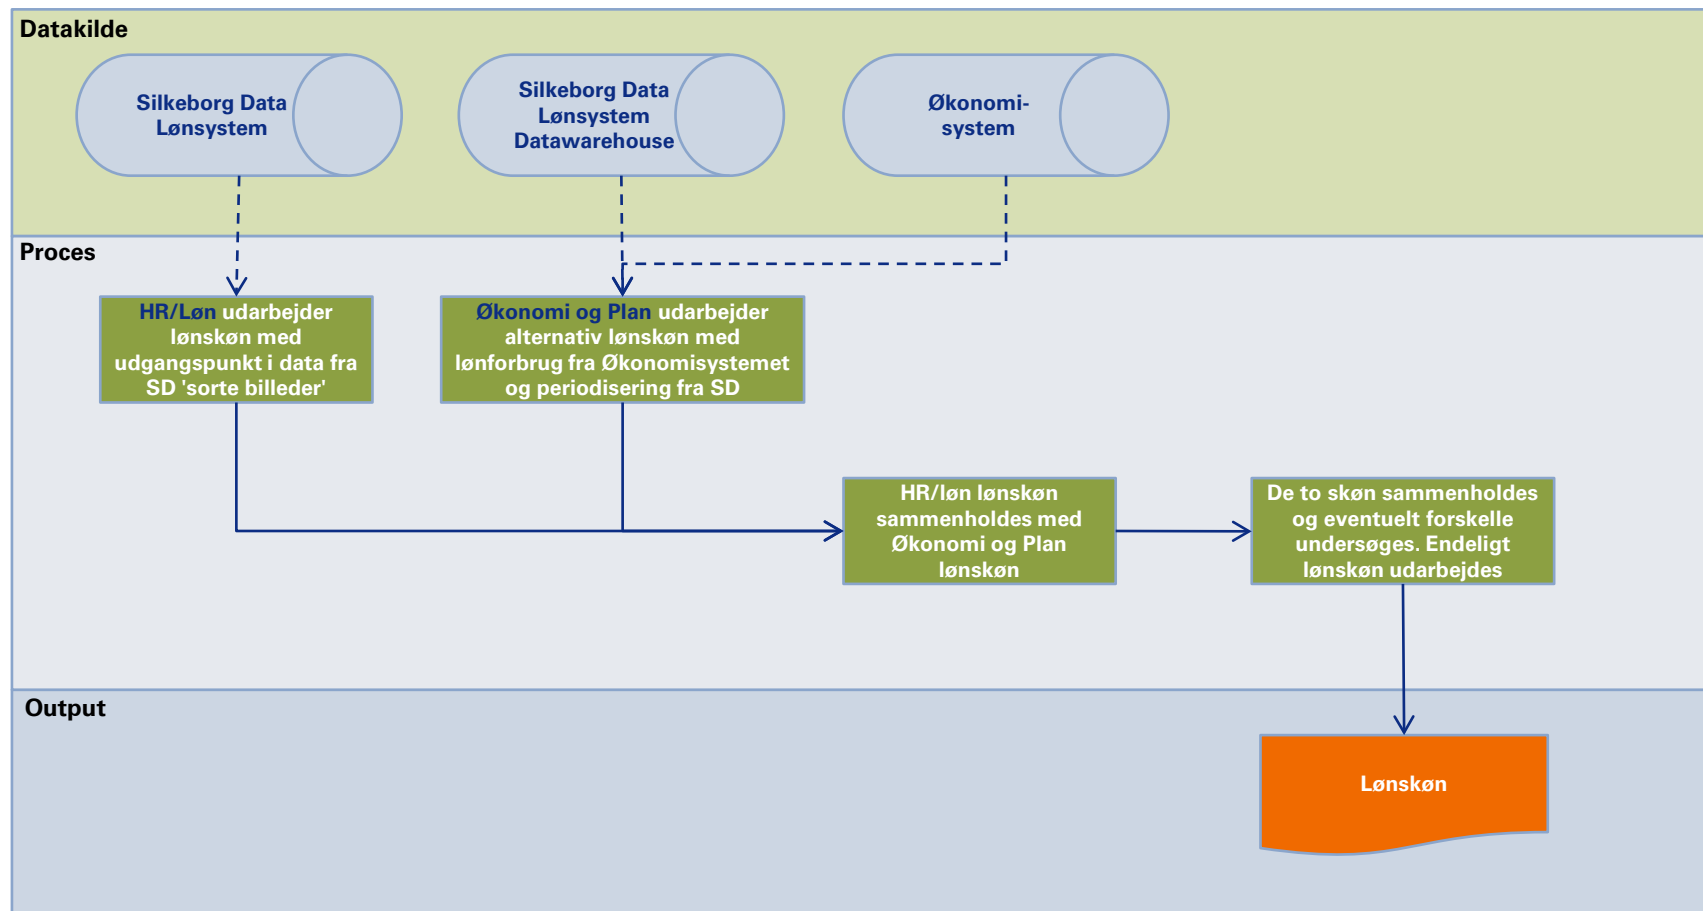 Datakilde
Silkeborg Data
Lønsystem
Silkeborg Data
Lønsystem
Datawarehouse
Økonomi-
system
Proces
HR/Løn udarbejder
lønskøn med
udgangspunkt i data fra
SD 'sorte billeder'
Økonomi og Plan udarbejder
alternativ lønskøn med
lønforbrug fra Økonomisystemet
og periodisering fra SD
HR/løn lønskøn
sammenholdes med
Økonomi og Plan
lønskøn
De to skøn sammenholdes
og eventuelt forskelle
undersøges. Endeligt
lønskøn udarbejdes
Output
Lønskøn